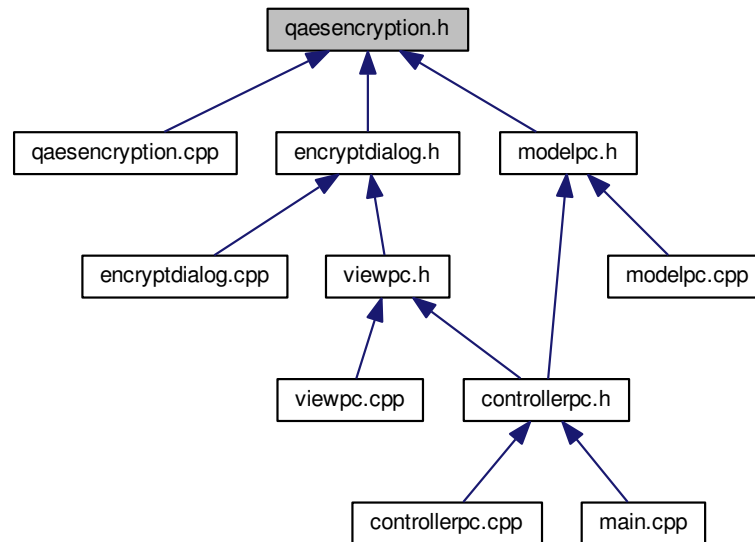 qaesencryption.h
qaesencryption.cpp
encryptdialog.h
modelpc.h
encryptdialog.cpp
viewpc.h
modelpc.cpp
viewpc.cpp
controllerpc.h
controllerpc.cpp
main.cpp